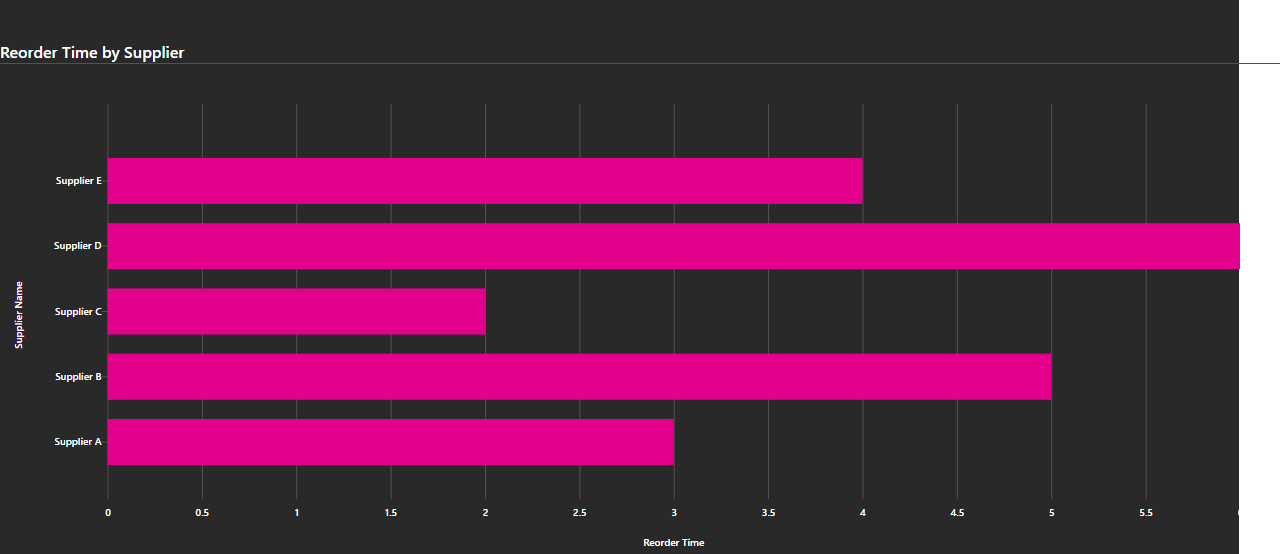 Reorder Time by Supplier
Supplier E
Supplier D
Supplier C
Supplier B
Supplier A
Supplier Name
0 0.5 1 1.5 2 2.5 3 3.5 4 4.5 5 5.5
Reorder Time